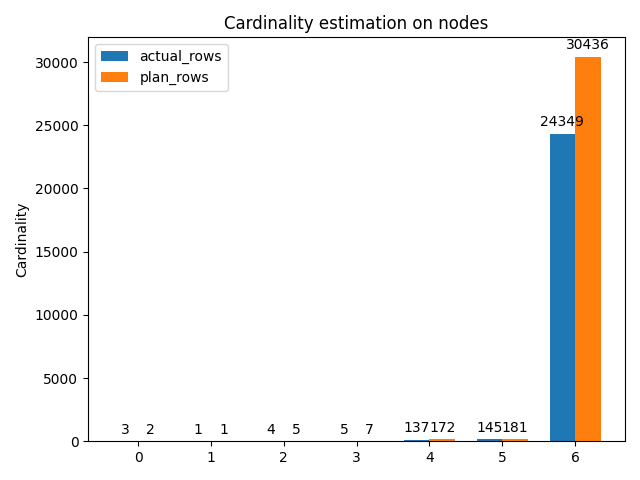 Cardinality estimation on nodes
actual_rows
plan_rows
Cardinality
30000
25000
20000
15000
10000
5000
0
3 2 1 1 4 5 5 7 137 172 145 181 24349 30436
0 1 2 3 4 5 6